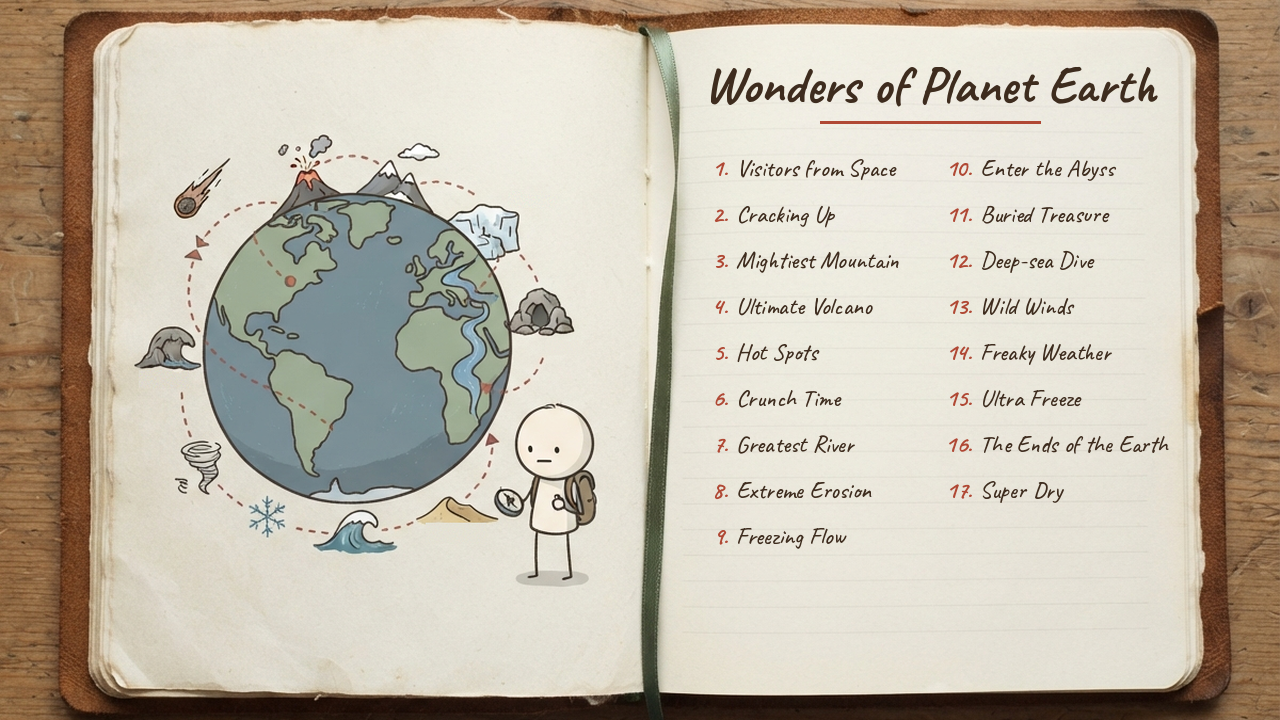 Wonders of Planet Earth
1. Visitors from Space
2. Cracking Up
3. Mightiest Mountain
4. Ultimate Volcano
5. Hot Spots
6. Crunch Time
7. Greatest River
8. Extreme Erosion
9. Freezing Flow
10. Enter the Abyss
11. Buried Treasure
12. Deep-sea Dive
13. Wild Winds
14. Freaky Weather
15. Ultra Freeze
16. The Ends of the Earth
17. Super Dry